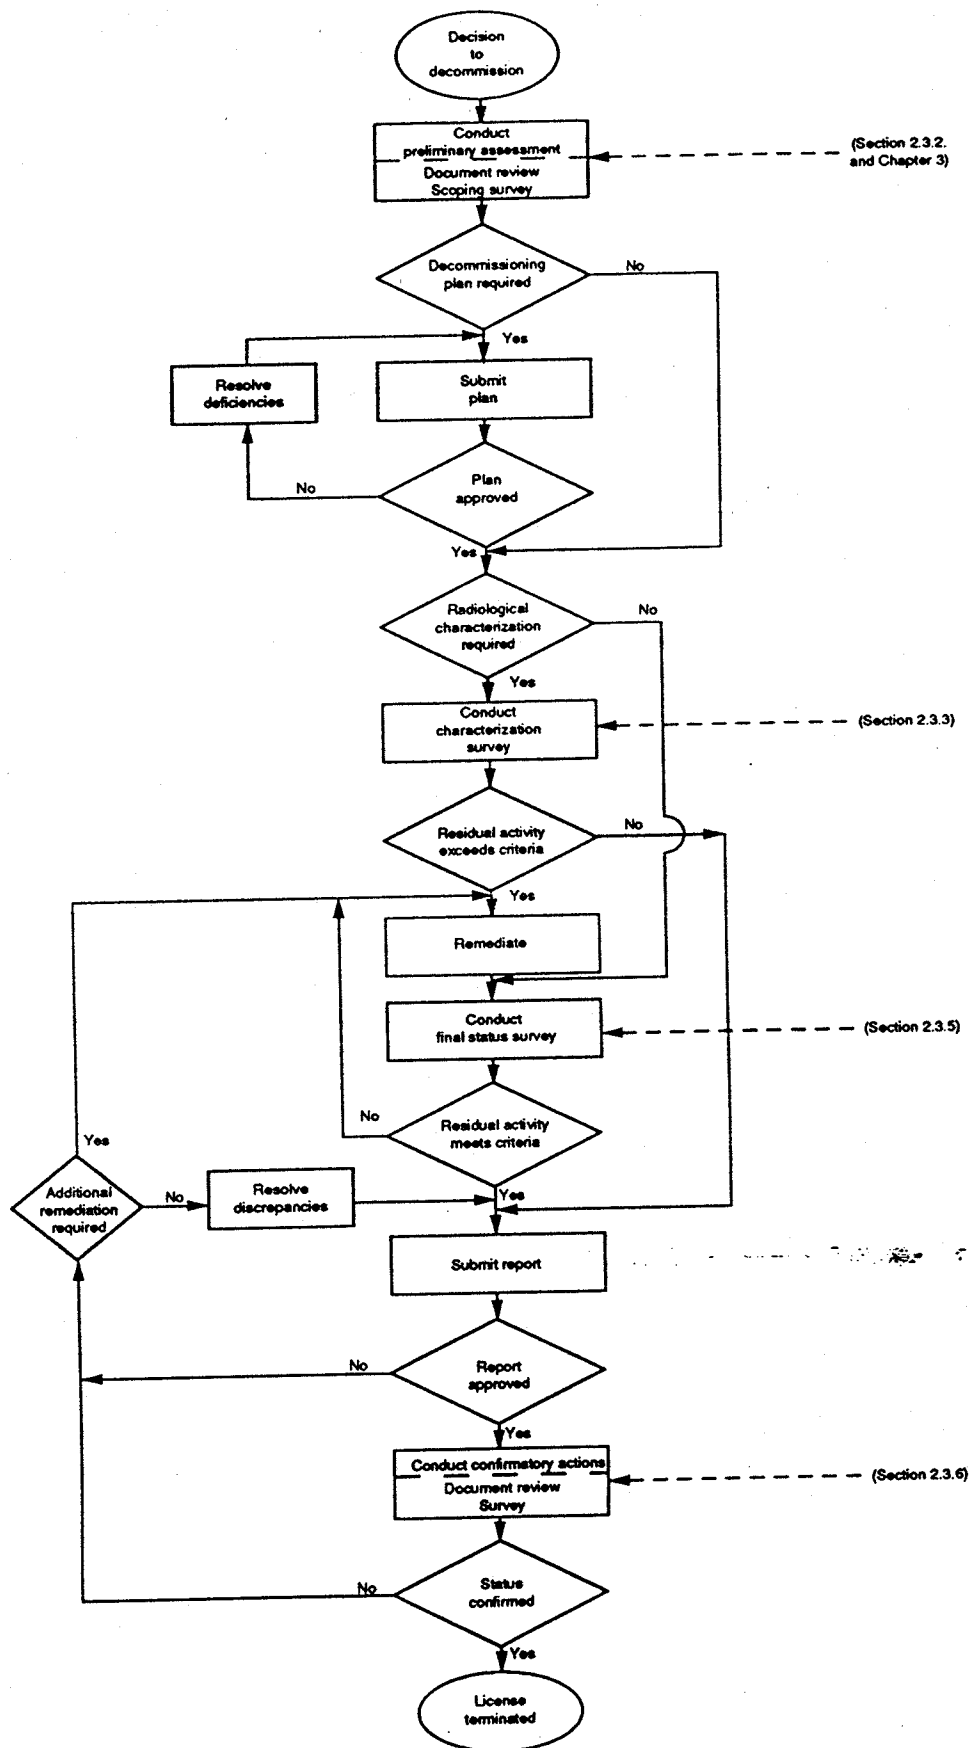 Decision
to
decommission
Conduct
preliminary assessment
Document review
Scoping survey
(Section 2.3.2.
and Chapter 3)
Decommissioning
plan required
No
Yes
Resolve
deficiencies
Submit
plan
Plan
approved
No
Yes
Radiological
characterization
required
No
Yes
Conduct
characterization
survey
(Section 2.3.3)
Residual activity
exceeds criteria
No
Yes
Remediate
Conduct
final status survey
(Section 2.3.5)
Residual activity
meets criteria
No
Yes
Yes
Additional
remediation
required
No
Resolve
discrepancies
Submit report
Report
approved
No
Yes
Conduct confirmatory actions
Document review
Survey
(Section 2.3.6)
Status
confirmed
No
Yes
License
terminated